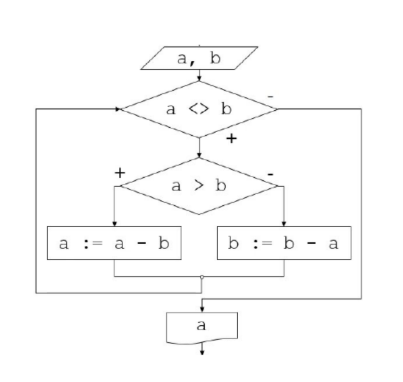 a, b
a <> b
-
+
+
a > b
-
a := a - b
b := b - a
a